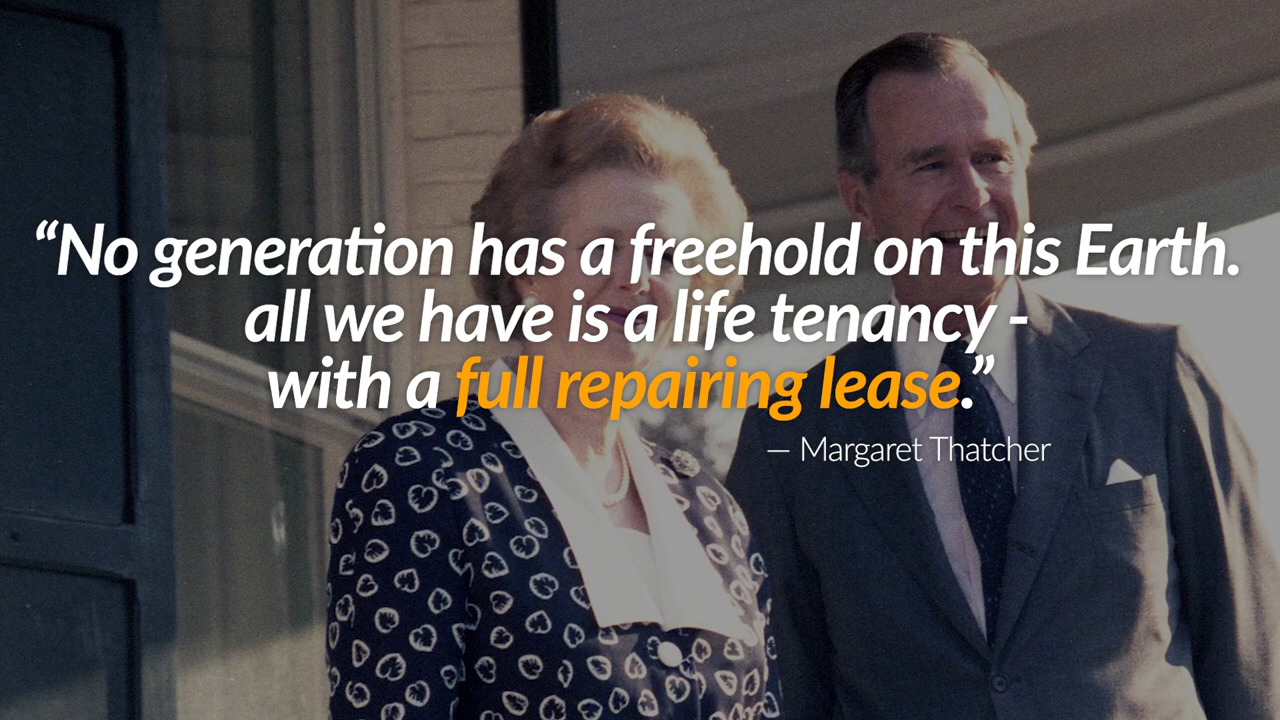 “No generation has a freehold on this Earth.
all we have is a life tenancy -
with a full repairing lease.”
— Margaret Thatcher